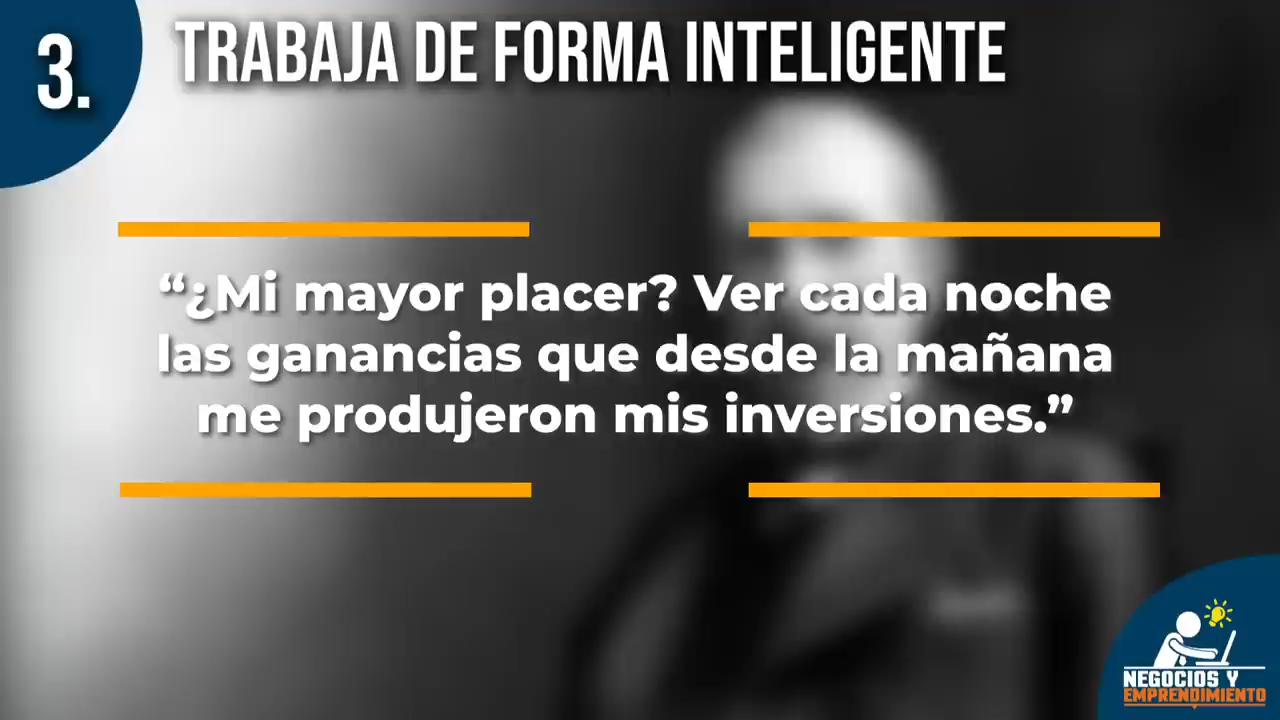 3.
TRABAJA DE FORMA INTELIGENTE
“¿Mi mayor placer? Ver cada noche
las ganancias que desde la mañana
me produjeron mis inversiones.”
NEGOCIOS Y
EMPRENDIMIENTO